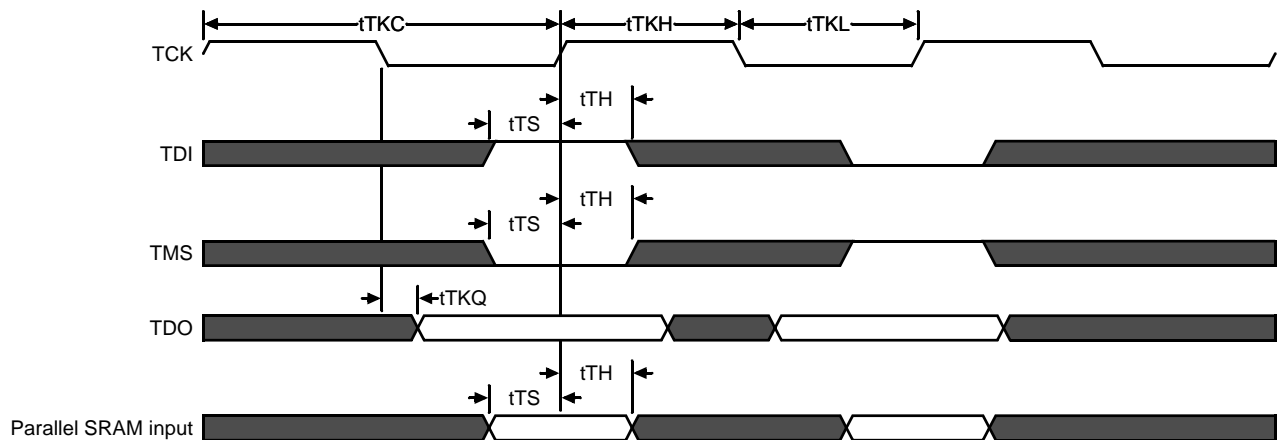 tTKC tTKH tTKL
TCK
tTH
tTS
TDI
tTH
tTS
TMS
tTKQ
TDO
tTH
tTS
Parallel SRAM input